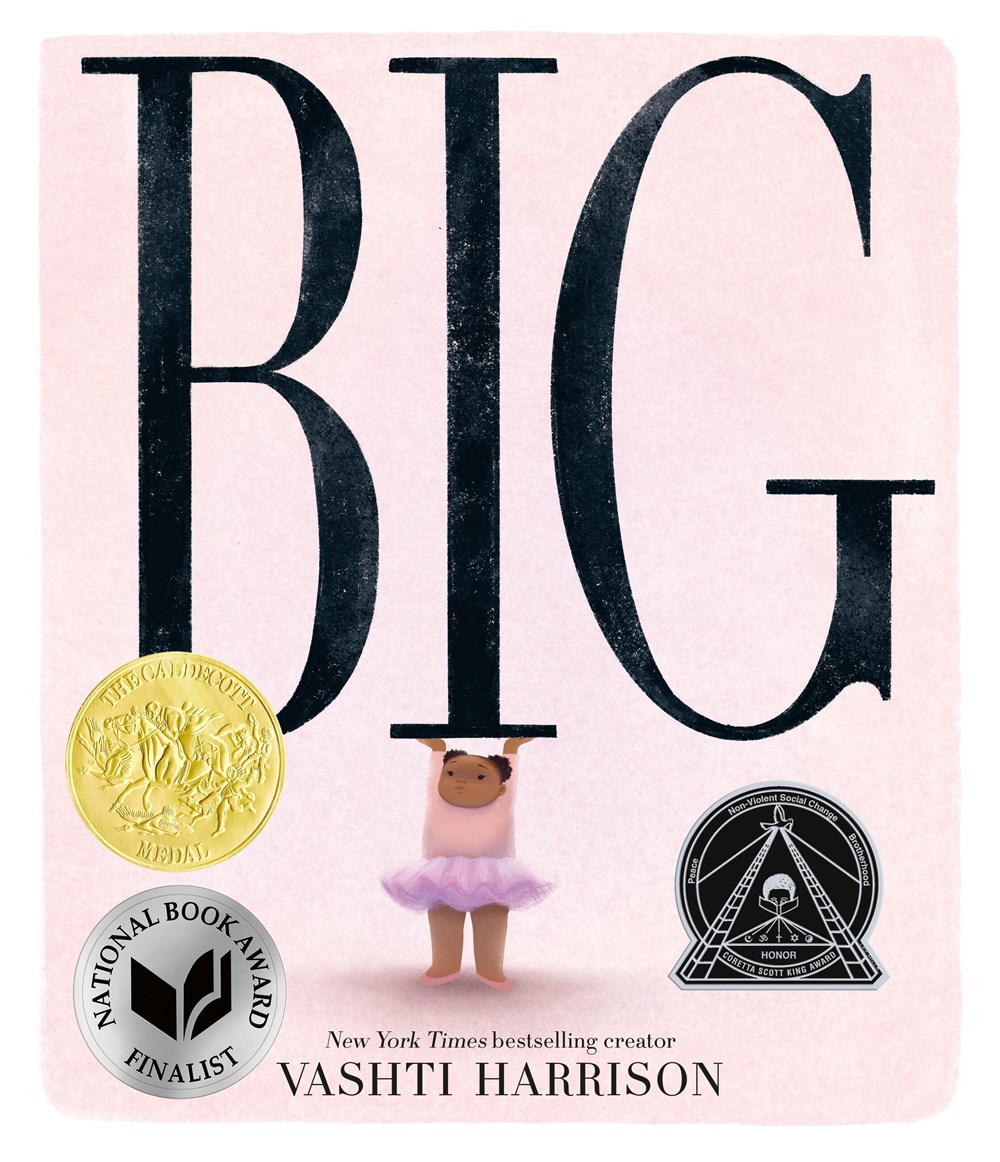 BIG
THE CALDECOTT
MEDAL
NATIONAL BOOK AWARD
FINALIST
Peace
Non-Violent Social Change
Brotherhood
HONOR
CORETTA SCOTT KING AWARD
New York Times bestselling creator
VASHTI HARRISON